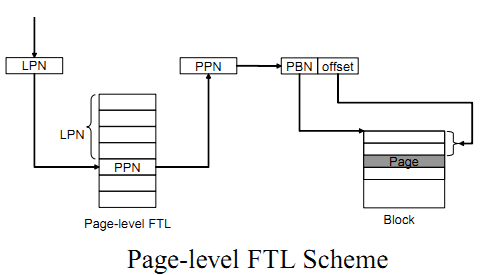 LPN
PPN
PBN
offset
LPN
PPN
Page
Page-level FTL
Block
Page-level FTL Scheme